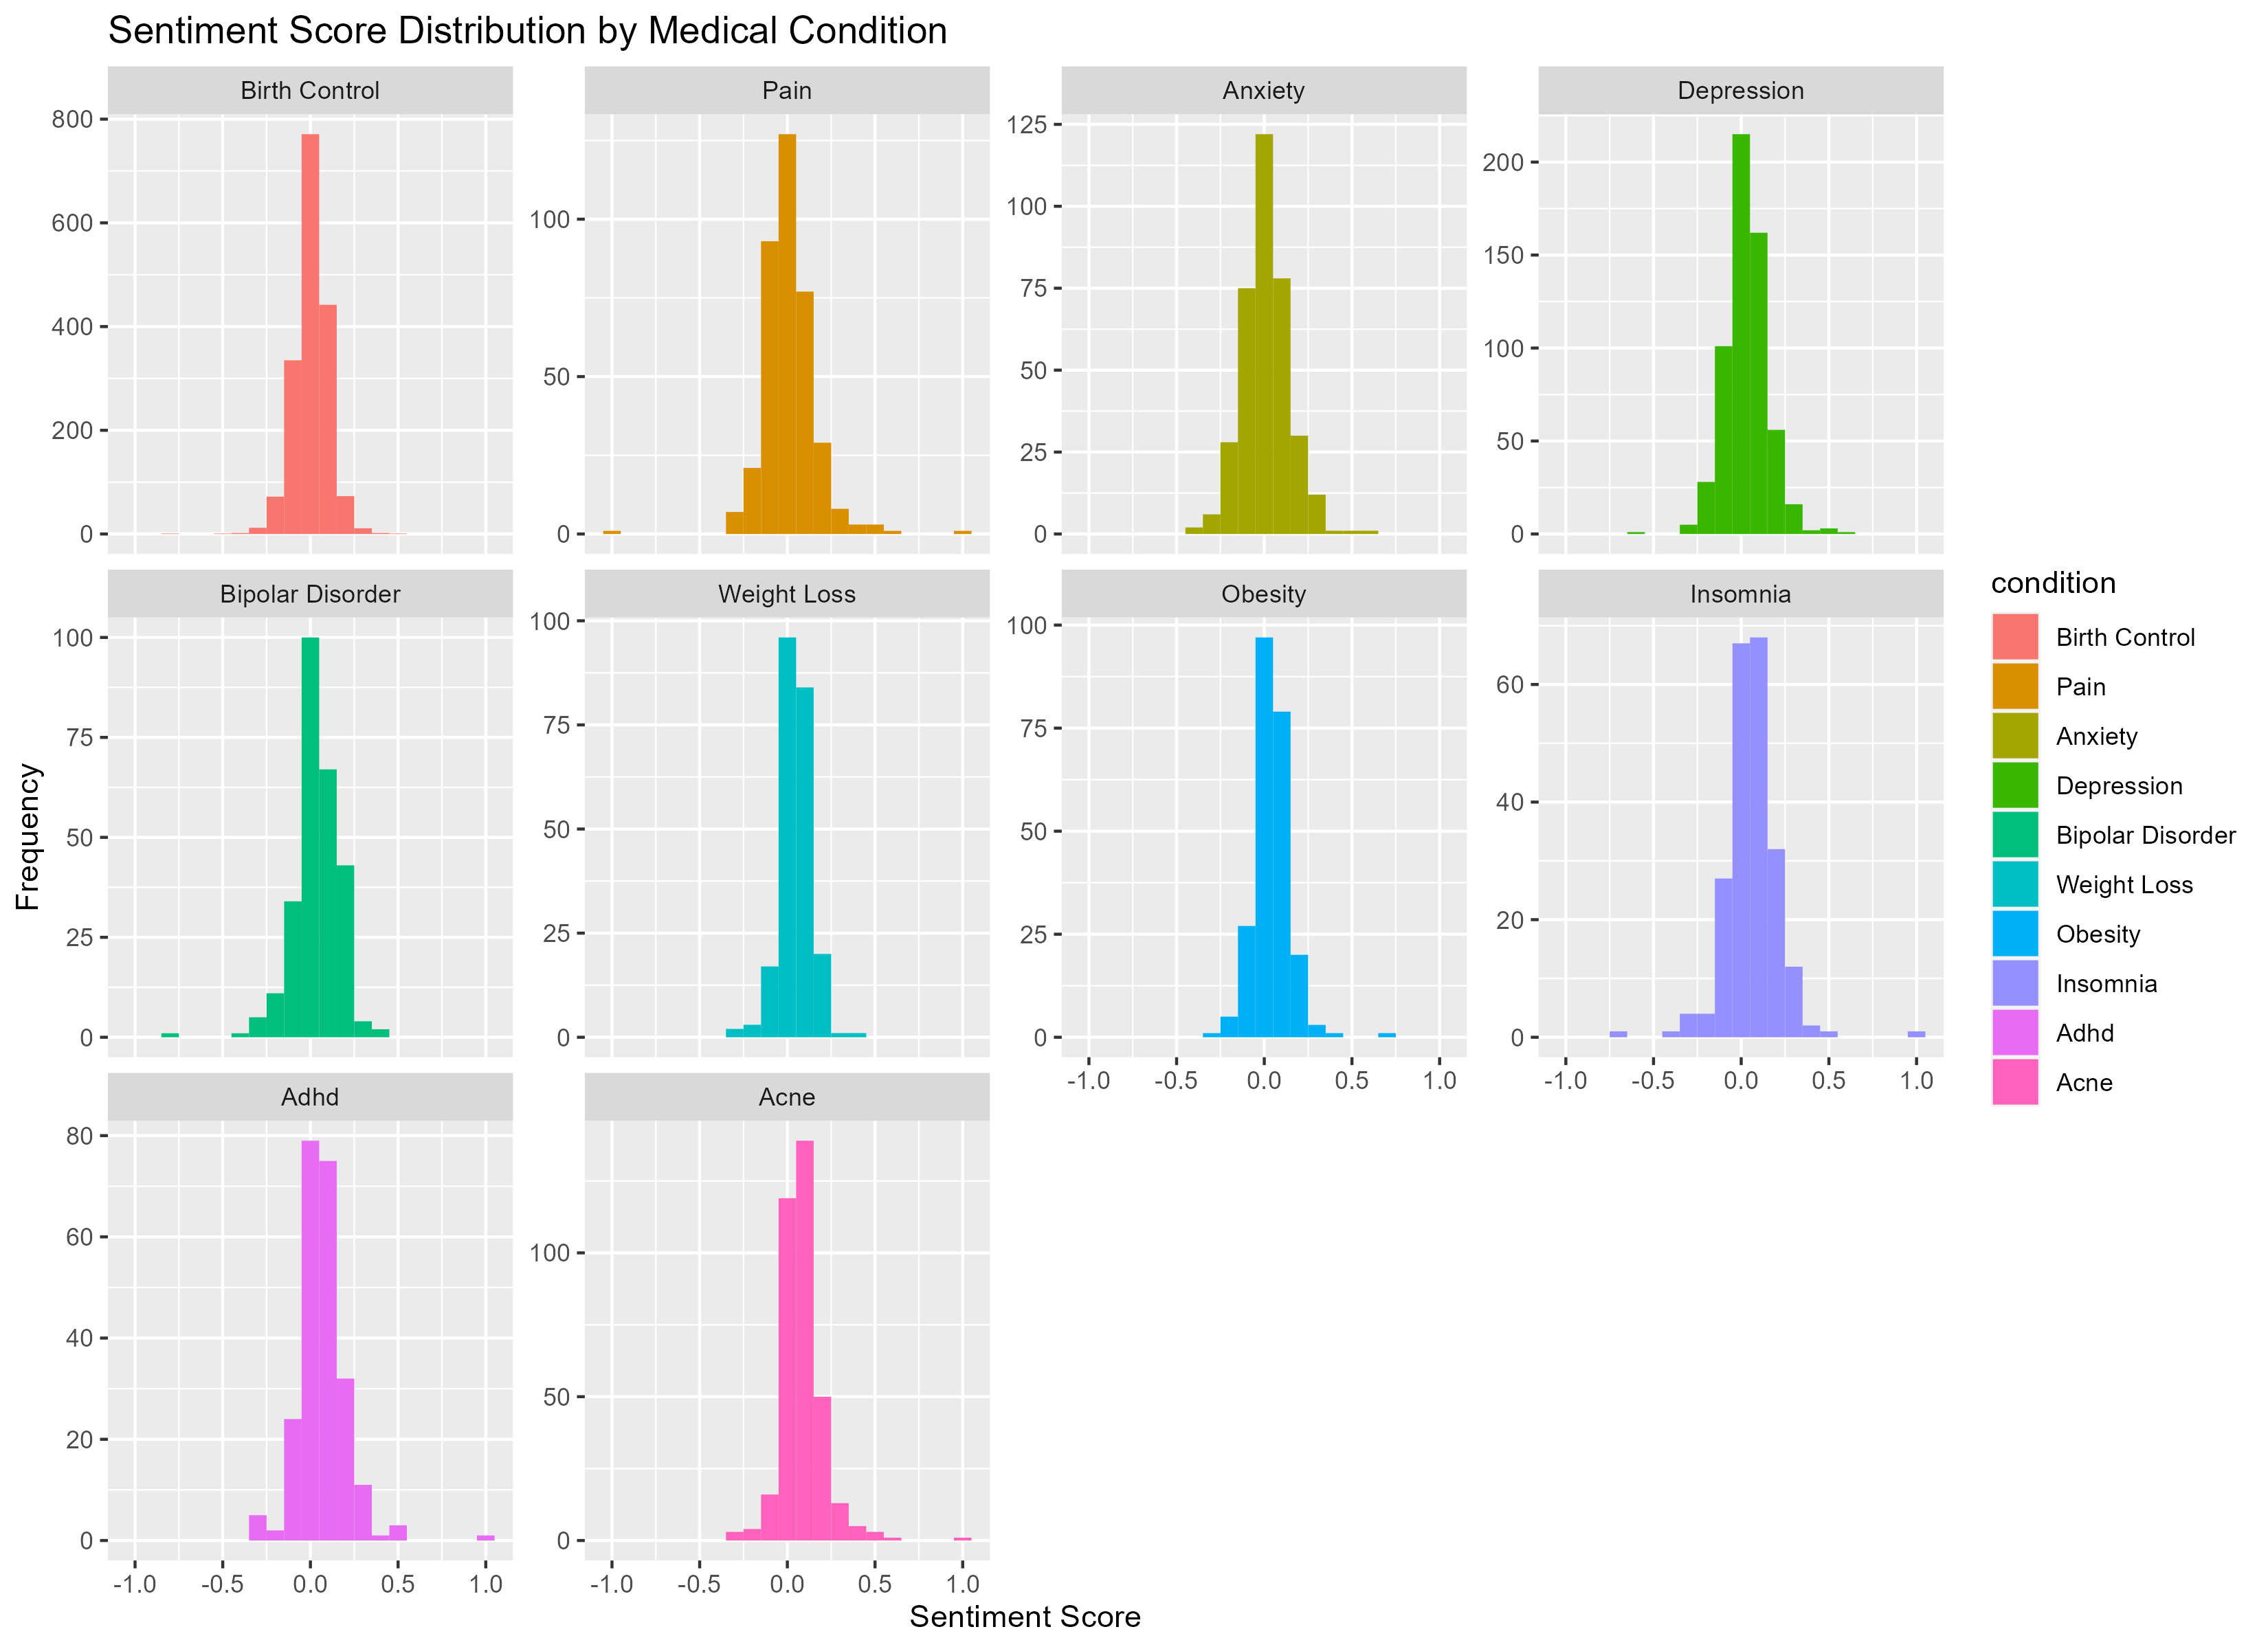 Sentiment Score Distribution by Medical Condition
Birth Control
Pain
Anxiety
Depression
800
600
400
200
0
100
50
0
125
100
75
50
25
0
200
150
100
50
0
Bipolar Disorder
Weight Loss
Obesity
Insomnia
100
75
50
25
0
100
75
50
25
0
100
75
50
25
0
60
40
20
0
-1.0 -0.5 0.0 0.5 1.0
-1.0 -0.5 0.0 0.5 1.0
Adhd
Acne
80
60
40
20
0
100
50
0
-1.0 -0.5 0.0 0.5 1.0
-1.0 -0.5 0.0 0.5 1.0
Frequency
Sentiment Score
condition
Birth Control
Pain
Anxiety
Depression
Bipolar Disorder
Weight Loss
Obesity
Insomnia
Adhd
Acne